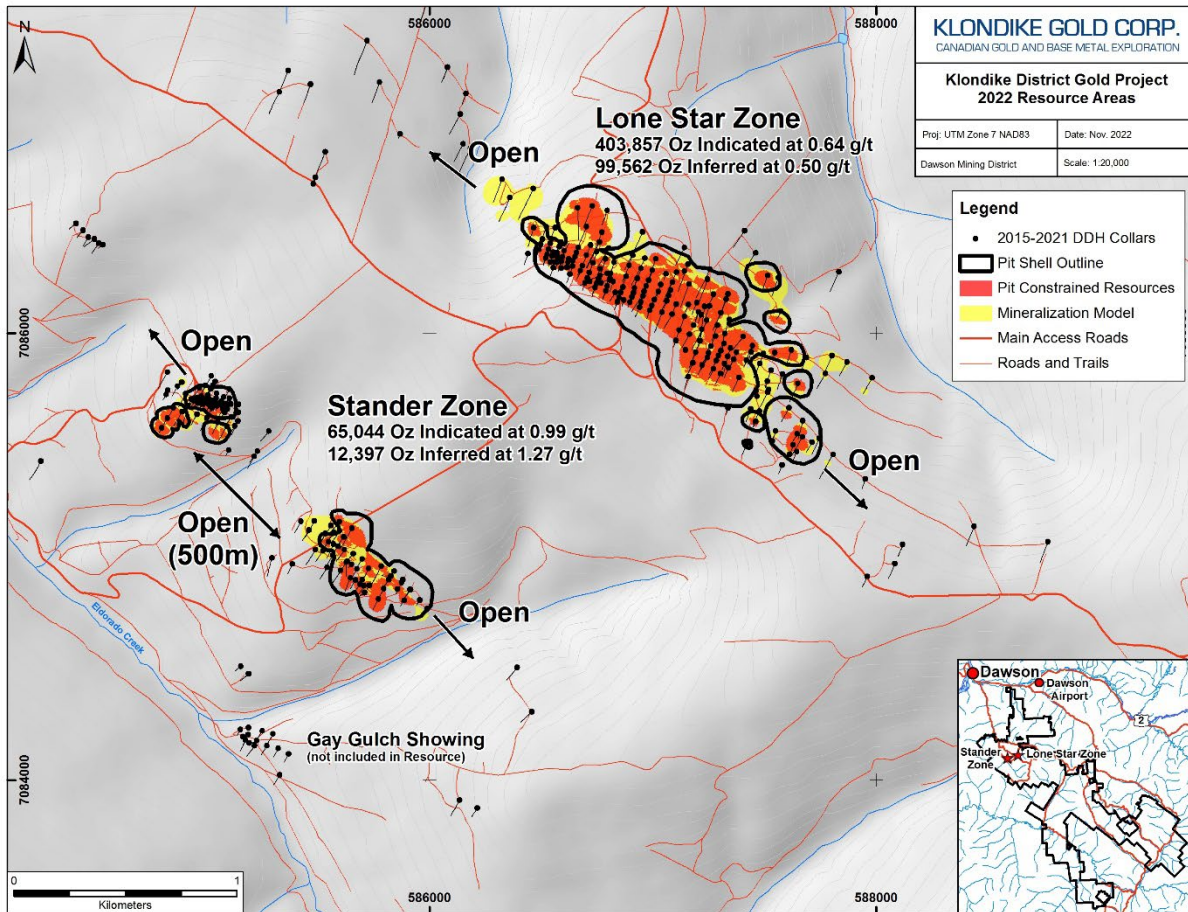 586000
588000
N
KLONDIKE GOLD CORP.
CANADIAN GOLD AND BASE METAL EXPLORATION
Klondike District Gold Project
2022 Resource Areas
Proj: UTM Zone 7 NAD83
Date: Nov. 2022
Dawson Mining District
Scale: 1:20,000
Legend
2015-2021 DDH Collars
Pit Shell Outline
Pit Constrained Resources
Mineralization Model
Main Access Roads
Roads and Trails
Lone Star Zone
403,857 Oz Indicated at 0.64 g/t
99,562 Oz Inferred at 0.50 g/t
Open
7086000
Open
Stander Zone
65,044 Oz Indicated at 0.99 g/t
12,397 Oz Inferred at 1.27 g/t
Open
Open
(500m)
Open
Eldorado Creek
Gay Gulch Showing
(not included in Resource)
7084000
Dawson
Dawson
Airport
2
Stander
Zone
Lone Star Zone
0
1
Kilometers
586000
588000